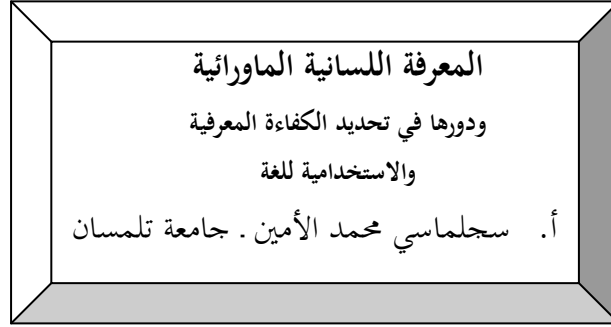 المعرفة اللسانية الماورائية
ودورها في تحديد الكفاءة المعرفية
والاستخدامية للغة
أ. سجلماسي محمد الأمين . جامعة تلمسان